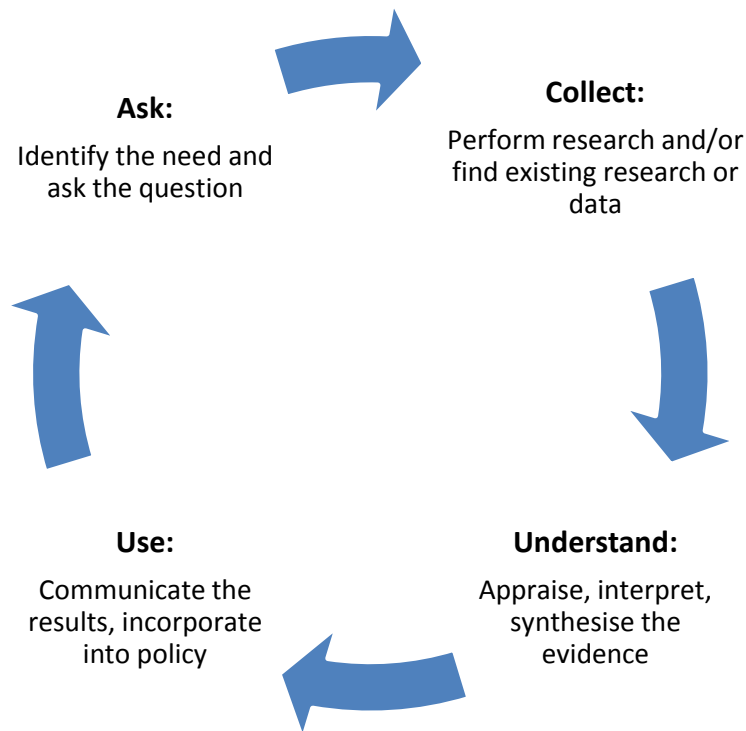 Ask:
Identify the need and
ask the question
Collect:
Perform research and/or
find existing research or
data
Understand:
Appraise, interpret,
synthesise the
evidence
Use:
Communicate the
results, incorporate
into policy